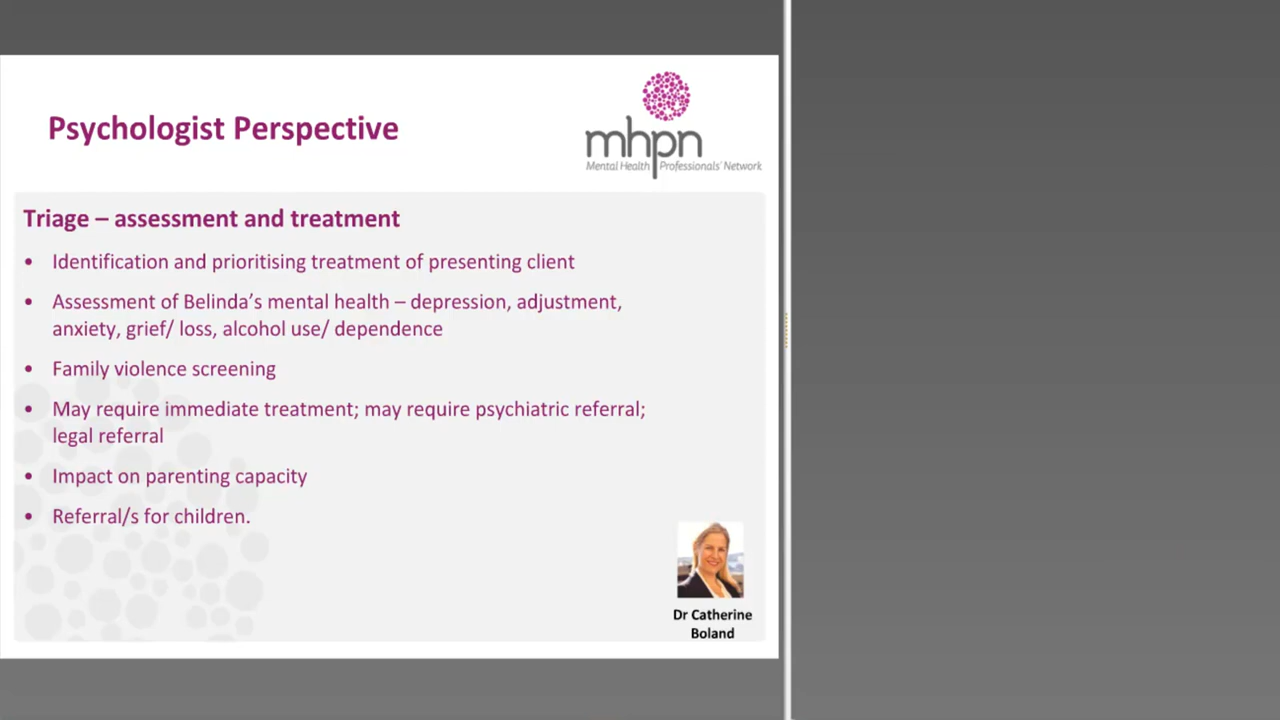 Psychologist Perspective
mhpn
Mental Health Professionals' Network
Triage – assessment and treatment
• Identification and prioritising treatment of presenting client
• Assessment of Belinda's mental health – depression, adjustment,
anxiety, grief/ loss, alcohol use/ dependence
• Family violence screening
• May require immediate treatment; may require psychiatric referral;
legal referral
• Impact on parenting capacity
• Referral/s for children.
Dr Catherine
Boland